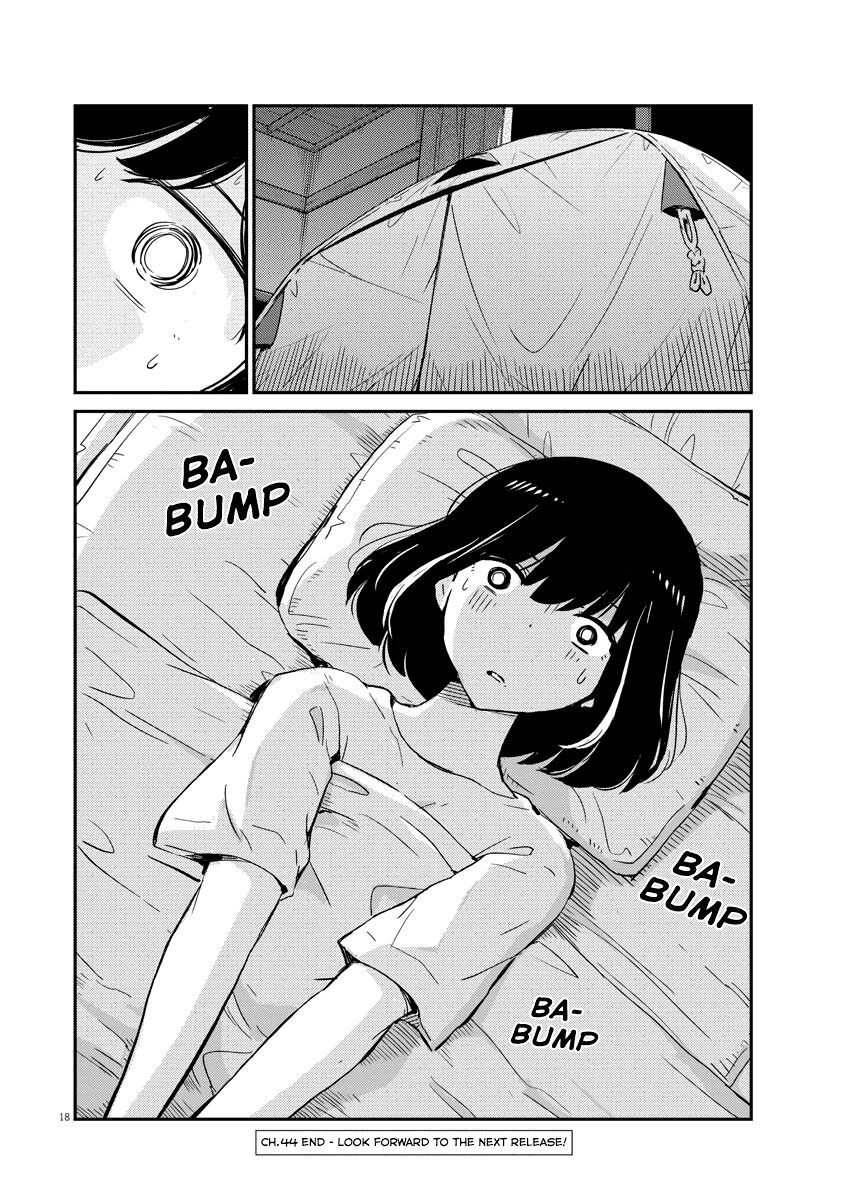 BA-
BUMP
BA-
BUMP
BA-
BUMP
18
CH.44 END - LOOK FORWARD TO THE NEXT RELEASE!